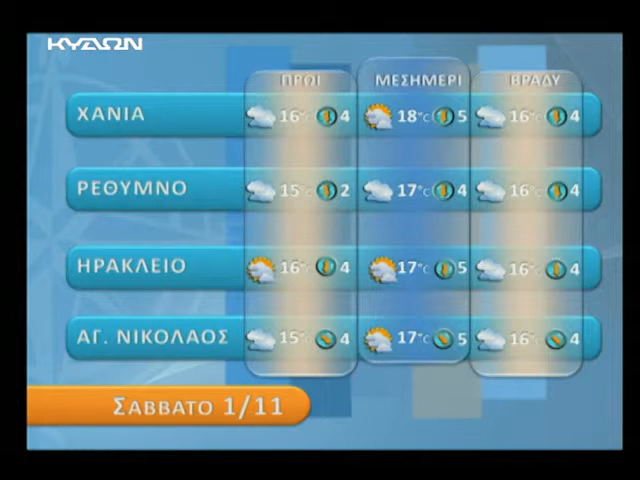 ΚΥΔΩΝ
ΠΡΩΙ ΜΕΣΗΜΕΡΙ ΒΡΑΔΥ
ΧΑΝΙΑ 16°C 4 18°C 5 16°C 4
ΡΕΘΥΜΝΟ 15°C 2 17°C 4 16°C 4
ΗΡΑΚΛΕΙΟ 16°C 4 17°C 5 16°C 4
ΑΓ. ΝΙΚΟΛΑΟΣ 15°C 4 17°C 5 16°C 4
ΣΑΒΒΑΤΟ 1/11